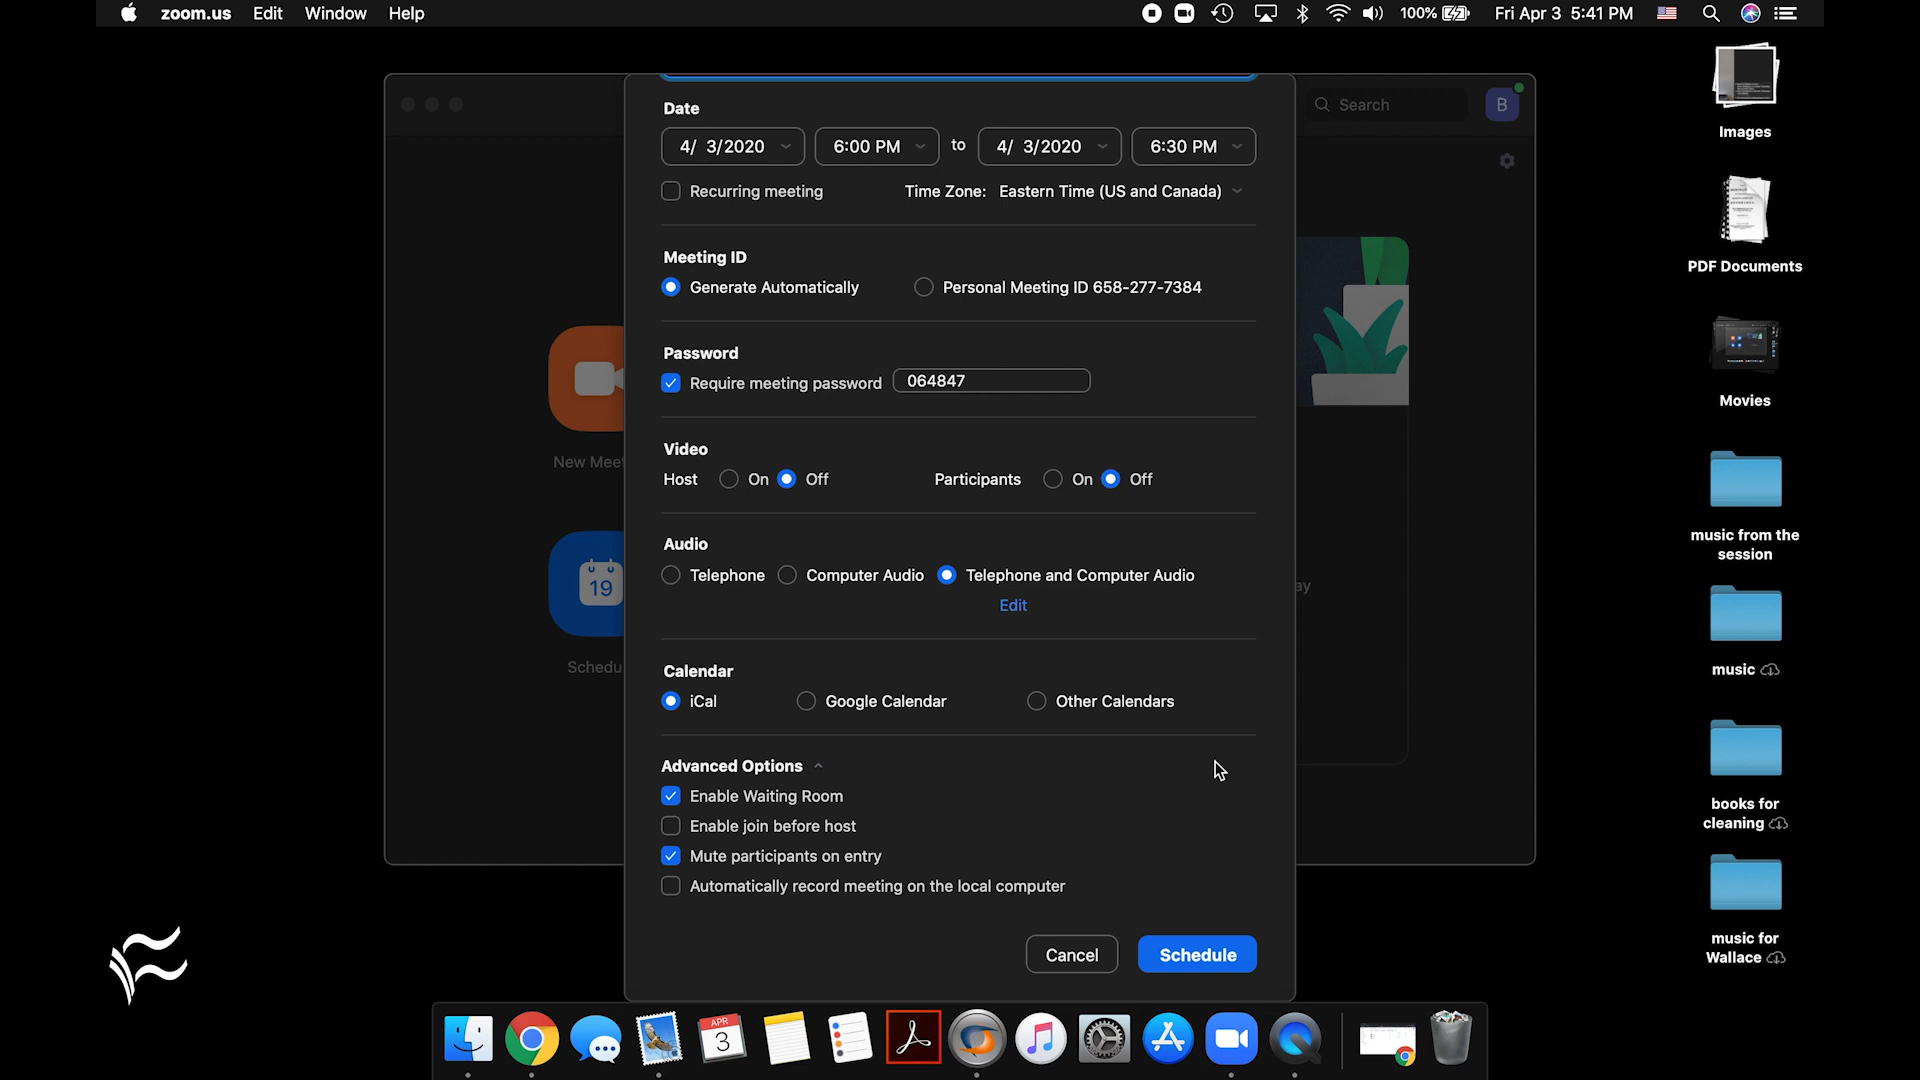 zoom.us Edit Window Help 100% Fri Apr 3 5:41 PM
Search B
Date
4/ 3/2020 6:00 PM to 4/ 3/2020 6:30 PM
Recurring meeting Time Zone: Eastern Time (US and Canada)
Meeting ID
Generate Automatically Personal Meeting ID 658-277-7384
Password
Require meeting password 064847
Video
Host On Off Participants On Off
Audio
Telephone Computer Audio Telephone and Computer Audio
Edit
Calendar
iCal Google Calendar Other Calendars
Advanced Options
Enable Waiting Room
Enable join before host
Mute participants on entry
Automatically record meeting on the local computer
Cancel Schedule
New Mee
19
Schedu
ay
Images
PDF Documents
Movies
music from the
session
music
books for
cleaning
music for
Wallace
APR
3